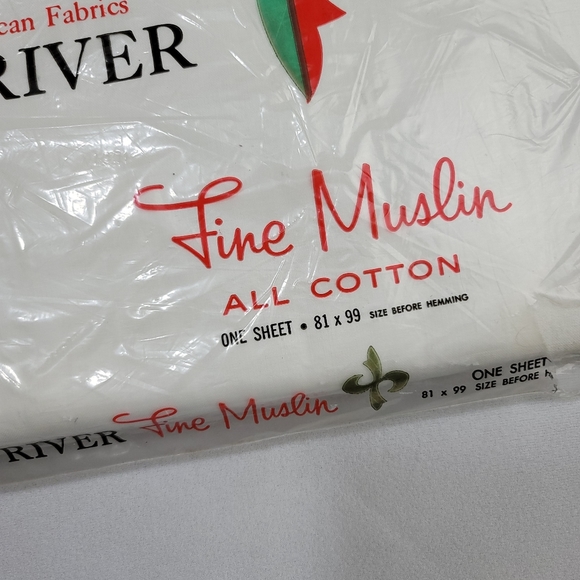 can Fabrics
RIVER
Fine Muslin
ALL COTTON
ONE SHEET • 81 x 99 SIZE BEFORE HEMMING
RIVER Fine Muslin
ONE SHEET
81 x 99 SIZE BEFORE H